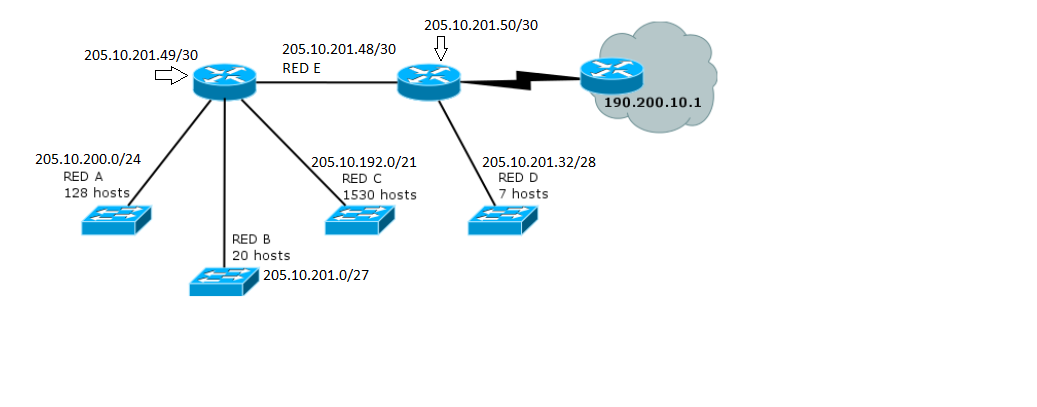 205.10.201.50/30
205.10.201.49/30
205.10.201.48/30
RED E
190.200.10.1
205.10.200.0/24
RED A
128 hosts
205.10.192.0/21
RED C
1530 hosts
205.10.201.32/28
RED D
7 hosts
RED B
20 hosts
205.10.201.0/27